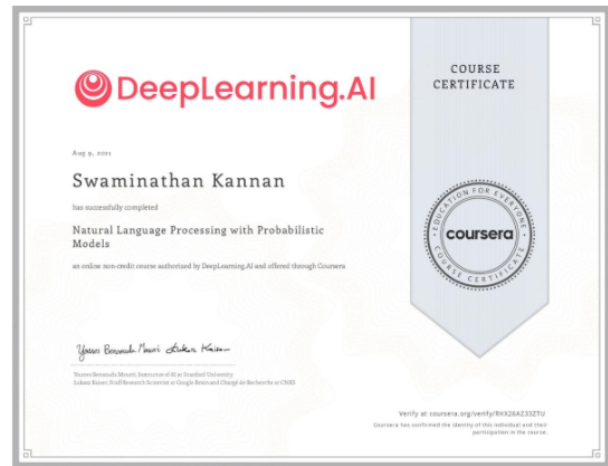 DeepLearning.AI
COURSE
CERTIFICATE
Aug 9, 2021
Swaminathan Kannan
has successfully completed
Natural Language Processing with Probabilistic
Models
an online non-credit course authorized by DeepLearning.AI and offered through Coursera
EDUCATION FOR EVERYONE
coursera
COURSE CERTIFICATE
Younes Bensouda Mourri, Instructor of AI at Stanford University
Łukasz Kaiser, Staff Research Scientist at Google Brain and Chargé de Recherche at CNRS
Verify at coursera.org/verify/RHX26AZ33ZTU
Coursera has confirmed the identity of this individual and their
participation in the course.